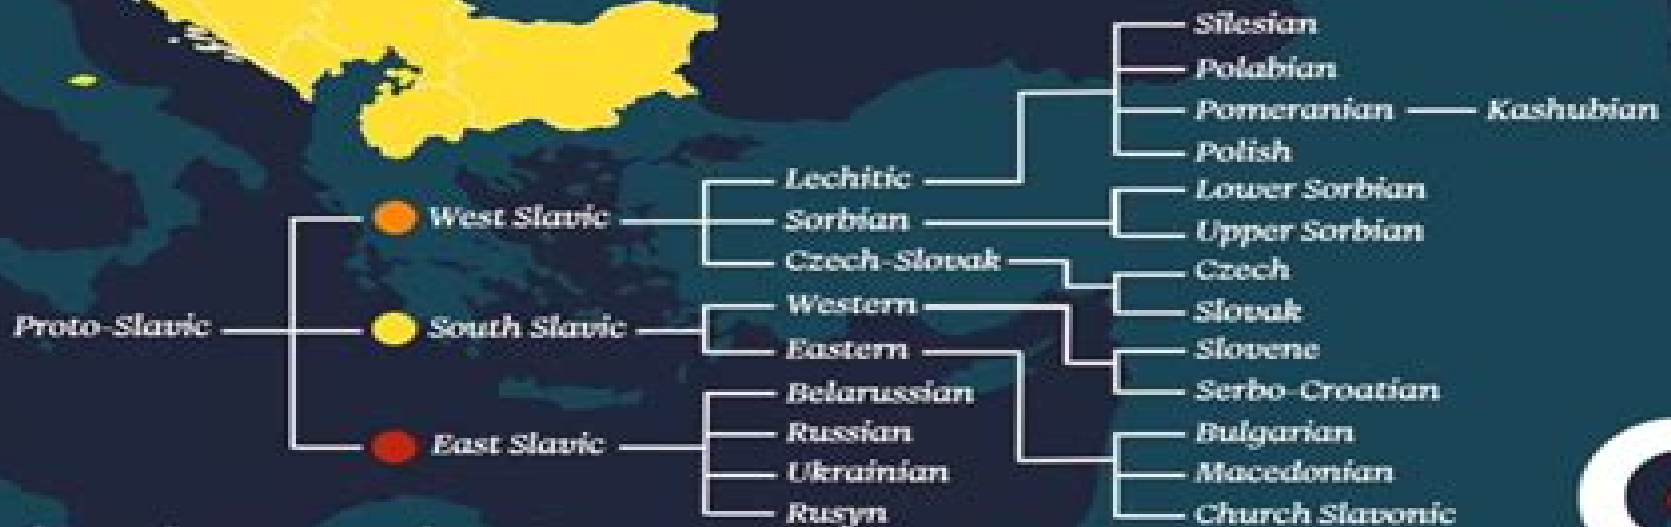 Silesian
Polabian
Pomeranian
Kashubian
Polish
Lechitic
Lower Sorbian
West Slavic
Sorbian
Upper Sorbian
Czech-Slovak
Czech
Western
Slovak
Proto-Slavic
South Slavic
Eastern
Slovene
Belarussian
Serbo-Croatian
East Slavic
Russian
Bulgarian
Ukrainian
Macedonian
Rusyn
Church Slavonic